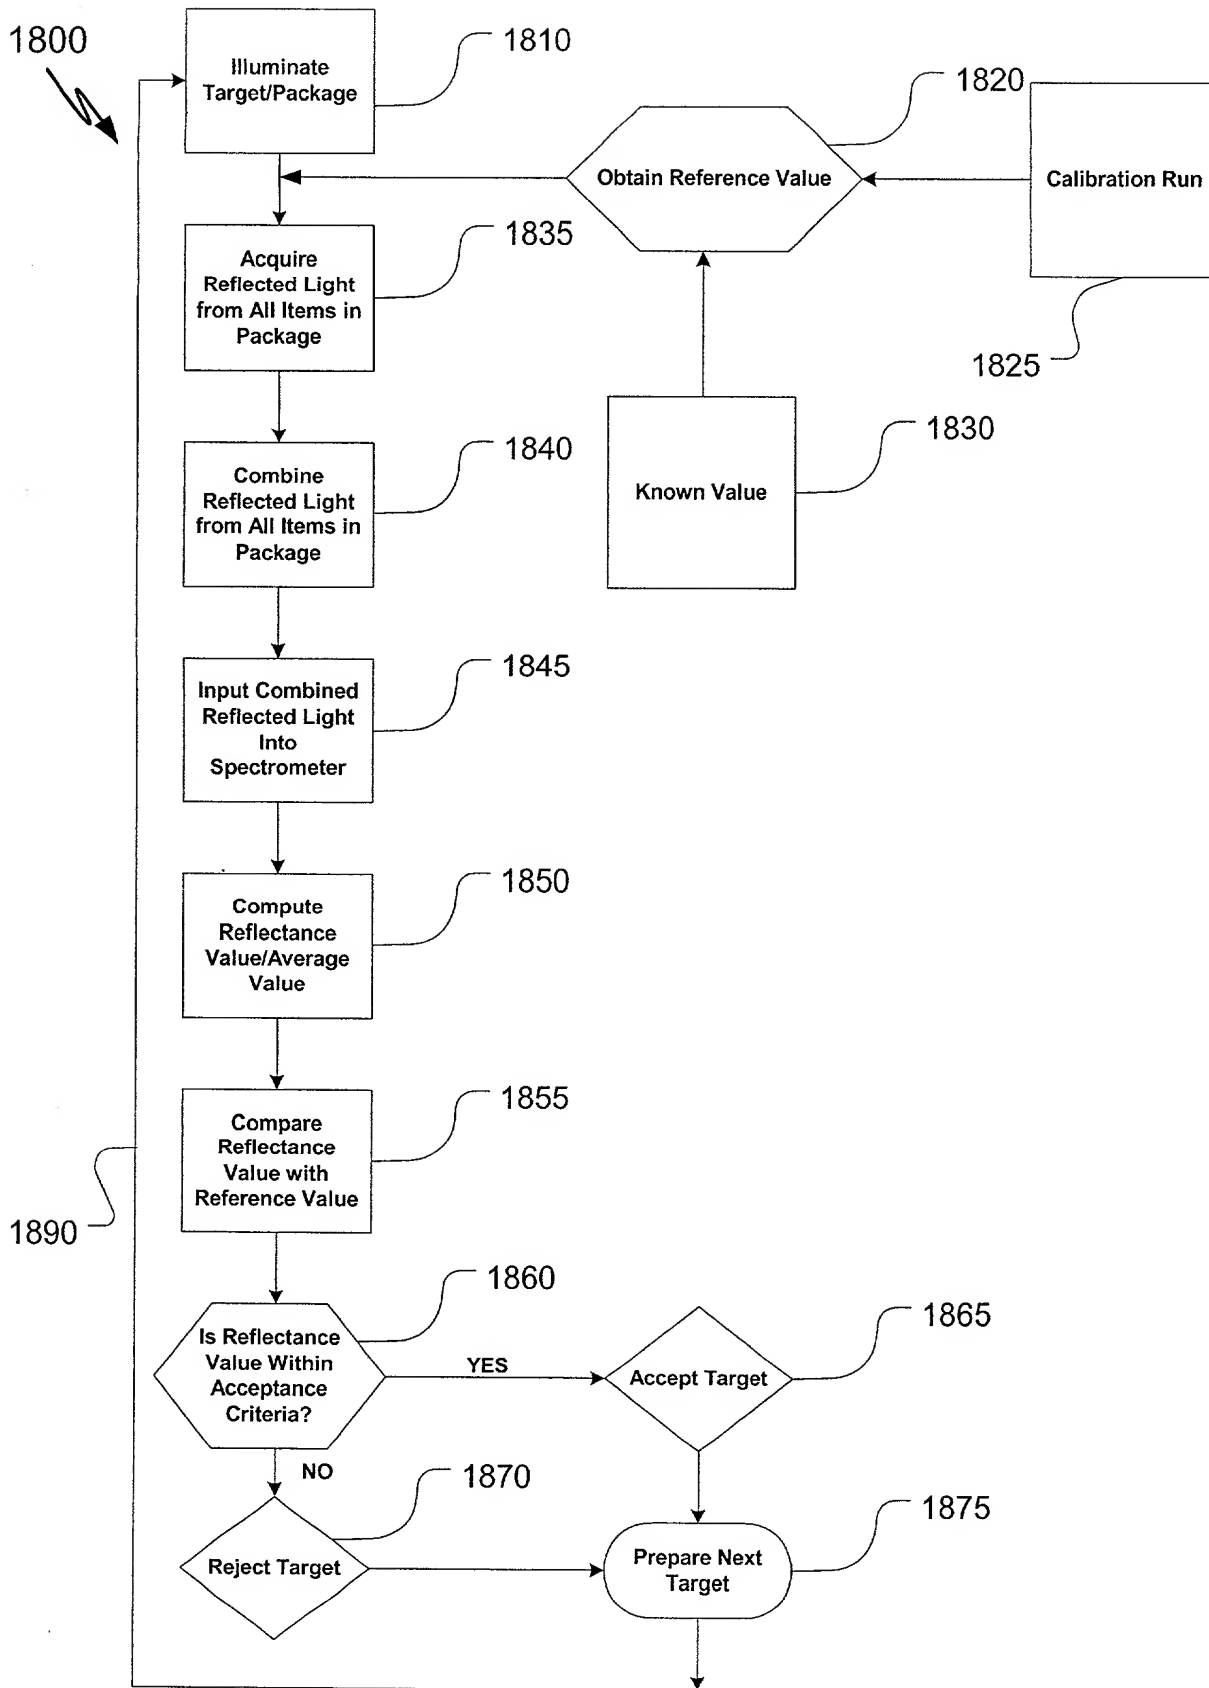 1800
Illuminate
Target/Package
1810
1820
Obtain Reference Value
Calibration Run
1825
Acquire
Reflected Light
from All Items in
Package
1835
Known Value
1830
Combine
Reflected Light
from All Items in
Package
1840
Input Combined
Reflected Light
Into
Spectrometer
1845
Compute
Reflectance
Value/Average
Value
1850
Compare
Reflectance
Value with
Reference Value
1855
1890
Is Reflectance
Value Within
Acceptance
Criteria?
1860
YES
Accept Target
1865
NO
Reject Target
1870
Prepare Next
Target
1875